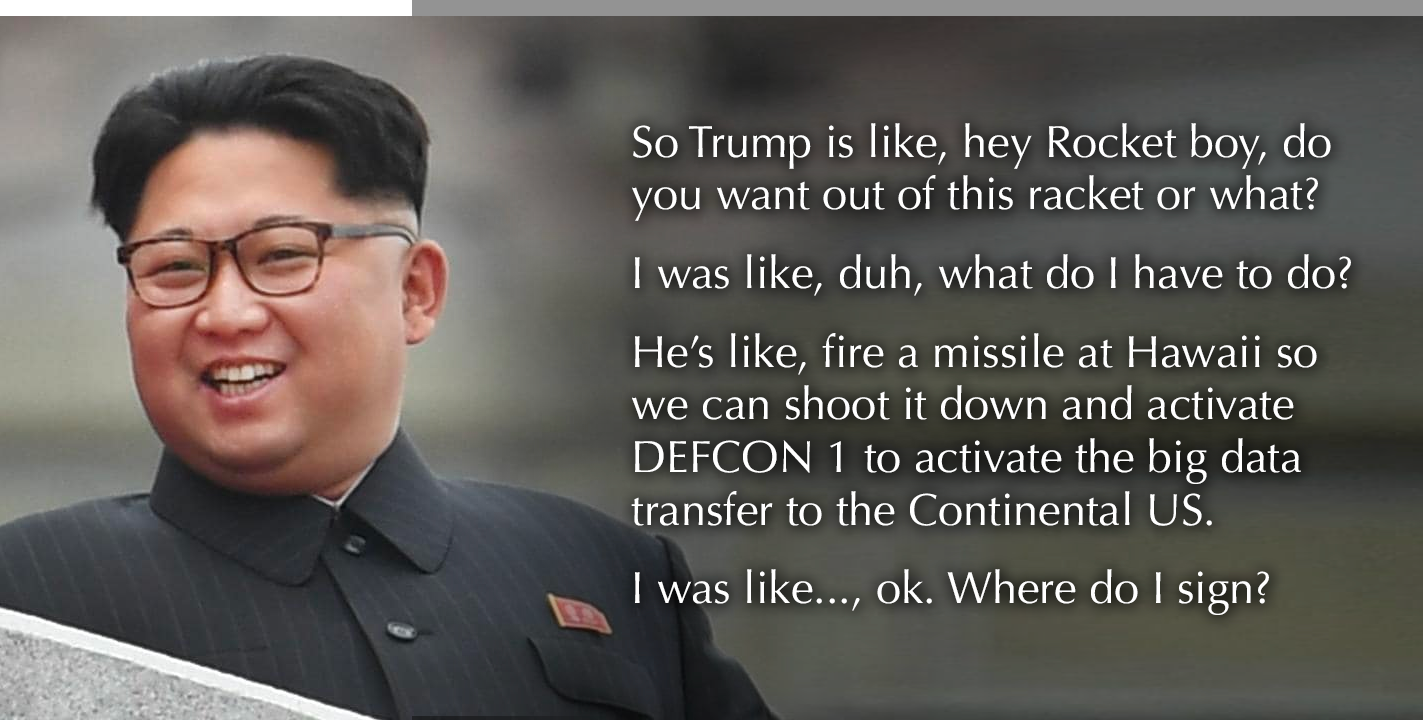 So Trump is like, hey Rocket boy, do
you want out of this racket or what?
I was like, duh, what do I have to do?
He’s like, fire a missile at Hawaii so
we can shoot it down and activate
DEFCON 1 to activate the big data
transfer to the Continental US.
I was like..., ok. Where do I sign?